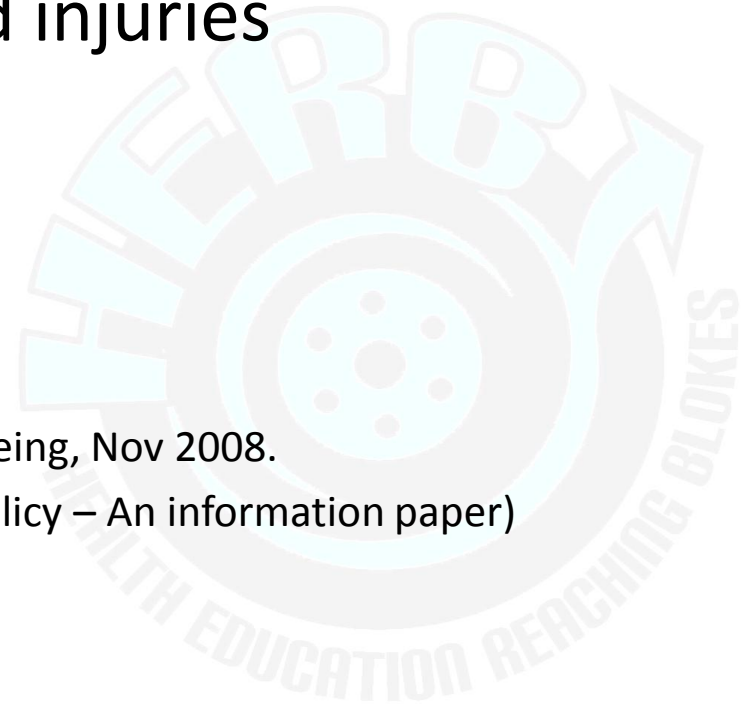 d injuries
HERB
eing, Nov 2008.
licy – An information paper)
HEALTH EDUCATION REACHING BLOKES